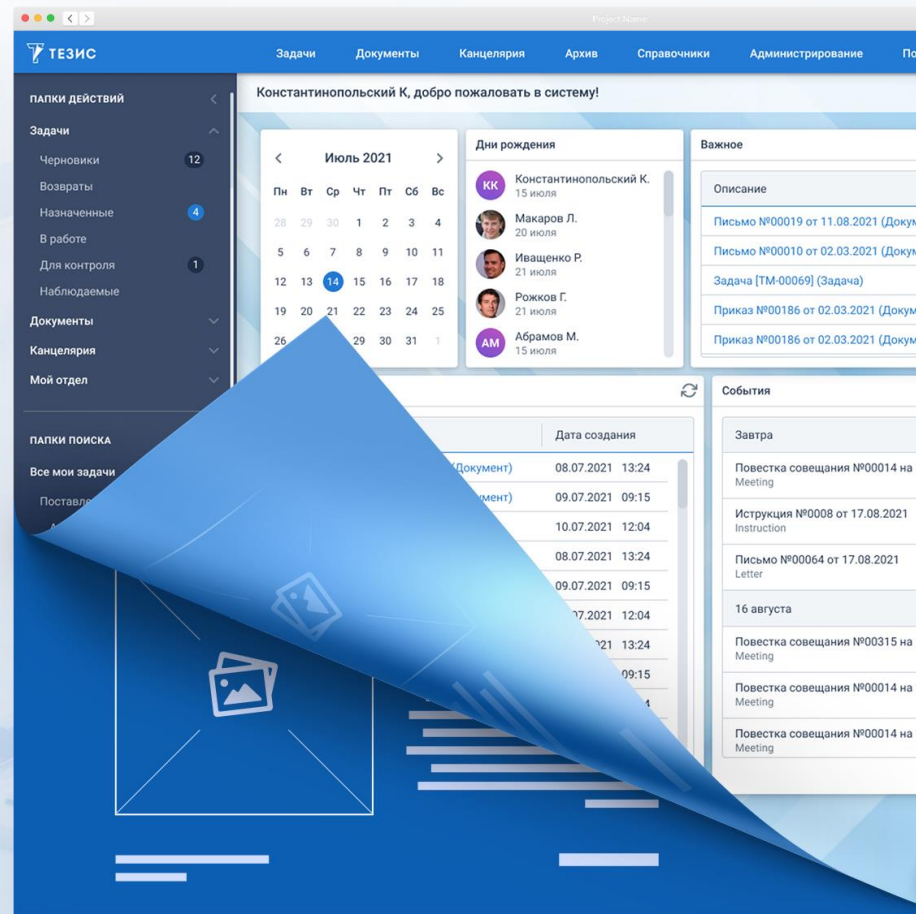 Project Name
ТЕЗИС
Задачи Документы Канцелярия Архив Справочники Администрирование
ПАПКИ ДЕЙСТВИЙ
Задачи
Черновики 12
Возвраты
Назначенные 4
В работе
Для контроля 1
Наблюдаемые
Документы
Канцелярия
Мой отдел
ПАПКИ ПОИСКА
Все мои задачи
Константинопольский К, добро пожаловать в систему!
Июль 2021
Пн Вт Ср Чт Пт Сб Вс
28 29 30 1 2 3 4
5 6 7 8 9 10 11
12 13 14 15 16 17 18
19 20 21 22 23 24 25
26 29 30 31 1
Дни рождения
КК
Константинопольский К.
15 июля
Макаров Л.
20 июля
Иващенко Р.
21 июля
Рожков Г.
21 июля
АМ
Абрамов М.
15 июля
Важное
Описание
Письмо №00019 от 11.08.2021 (Докум
Письмо №00010 от 02.03.2021 (Докум
Задача [ТМ-00069] (Задача)
Приказ №00186 от 02.03.2021 (Докум
Приказ №00186 от 02.03.2021 (Докум
Дата создания
(Документ) 08.07.2021 13:24
09.07.2021 09:15
10.07.2021 12:04
08.07.2021 13:24
09.07.2021 09:15
07.2021 12:04
2021 13:24
09:15
События
Завтра
Повестка совещания №00014 на
Meeting
Иструкция №0008 от 17.08.2021
Instruction
Письмо №00064 от 17.08.2021
Letter
16 августа
Повестка совещания №00315 на
Meeting
Повестка совещания №00014 на
Meeting
Повестка совещания №00014 на
Meeting